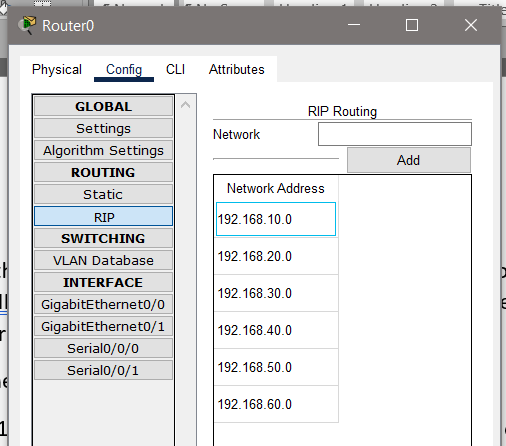 Router0
Physical Config CLI Attributes
GLOBAL
Settings
Algorithm Settings
ROUTING
Static
RIP
SWITCHING
VLAN Database
INTERFACE
GigabitEthernet0/0
GigabitEthernet0/1
Serial0/0/0
Serial0/0/1
RIP Routing
Network
Add
Network Address
192.168.10.0
192.168.20.0
192.168.30.0
192.168.40.0
192.168.50.0
192.168.60.0